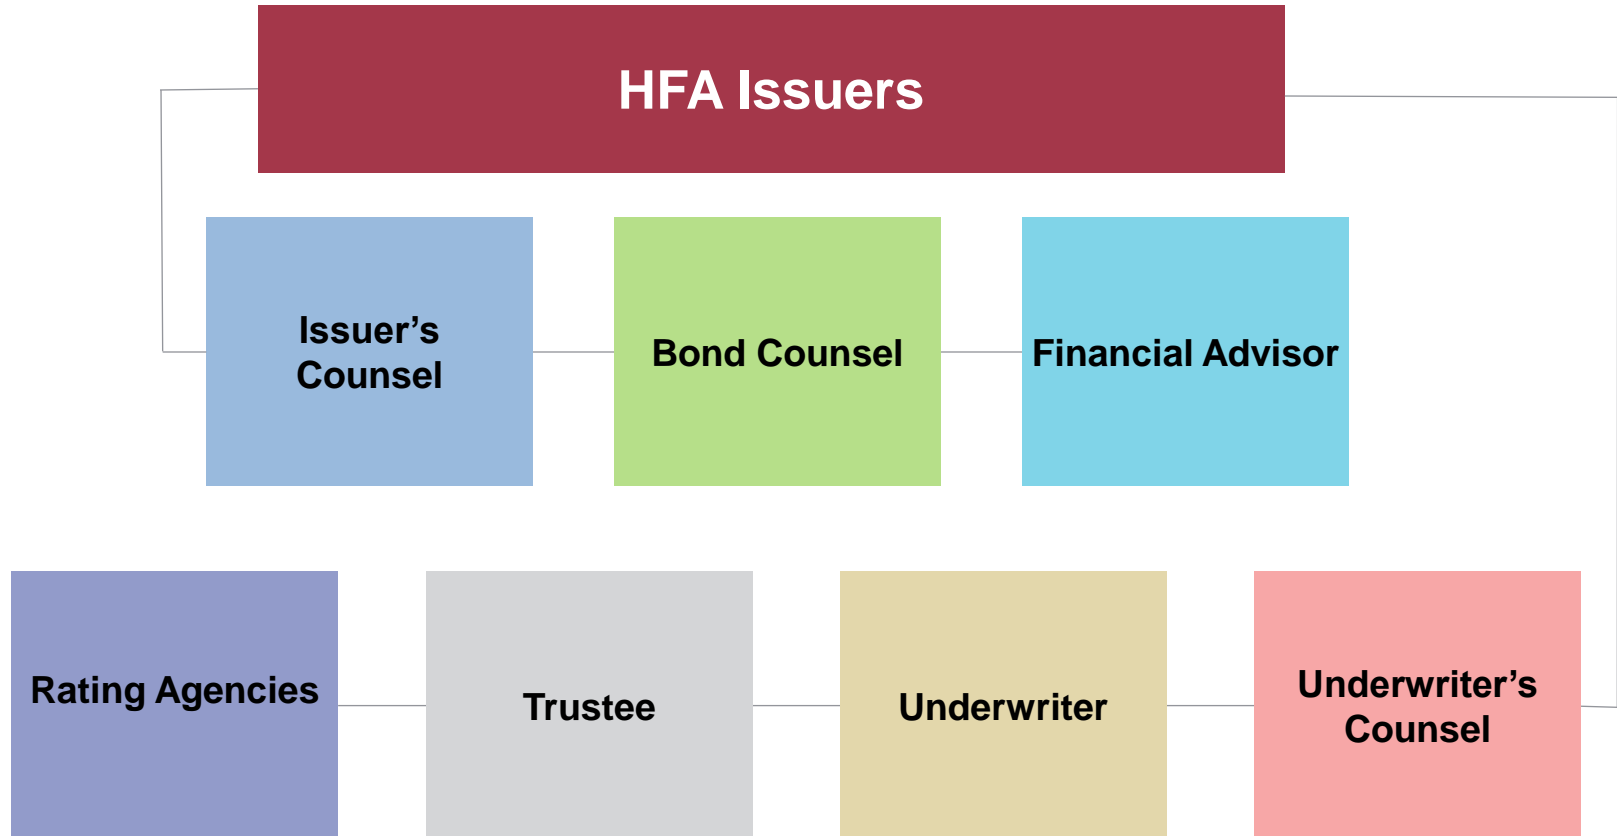 HFA Issuers
Issuer’s
Counsel
Bond Counsel
Financial Advisor
Rating Agencies
Trustee
Underwriter
Underwriter’s
Counsel